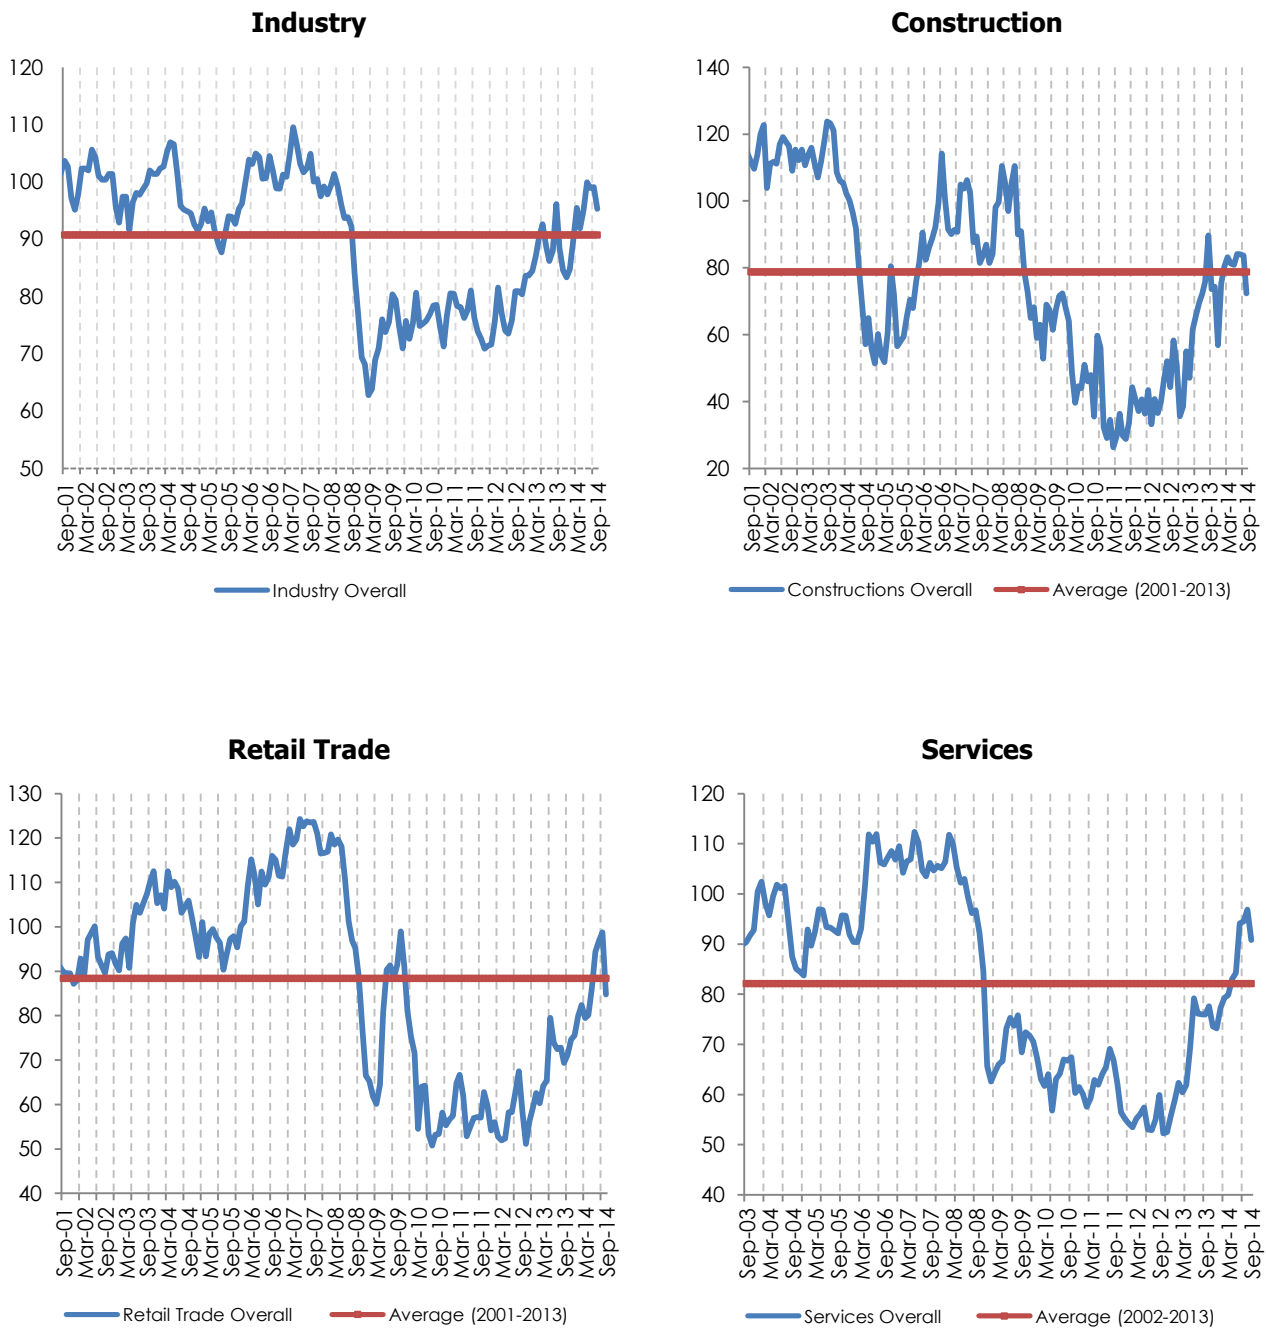 Industry
120
110
100
90
80
70
60
50
Sep-01
Mar-02
Sep-02
Mar-03
Sep-03
Mar-04
Sep-04
Mar-05
Sep-05
Mar-06
Sep-06
Mar-07
Sep-07
Mar-08
Sep-08
Mar-09
Sep-09
Mar-10
Sep-10
Mar-11
Sep-11
Mar-12
Sep-12
Mar-13
Sep-13
Mar-14
Sep-14
Industry Overall
Construction
140
120
100
80
60
40
20
Sep-01
Mar-02
Sep-02
Mar-03
Sep-03
Mar-04
Sep-04
Mar-05
Sep-05
Mar-06
Sep-06
Mar-07
Sep-07
Mar-08
Sep-08
Mar-09
Sep-09
Mar-10
Sep-10
Mar-11
Sep-11
Mar-12
Sep-12
Mar-13
Sep-13
Mar-14
Sep-14
Constructions Overall
Average (2001-2013)
Retail Trade
130
120
110
100
90
80
70
60
50
40
Sep-01
Mar-02
Sep-02
Mar-03
Sep-03
Mar-04
Sep-04
Mar-05
Sep-05
Mar-06
Sep-06
Mar-07
Sep-07
Mar-08
Sep-08
Mar-09
Sep-09
Mar-10
Sep-10
Mar-11
Sep-11
Mar-12
Sep-12
Mar-13
Sep-13
Mar-14
Sep-14
Retail Trade Overall
Average (2001-2013)
Services
120
110
100
90
80
70
60
50
40
Sep-03
Mar-04
Sep-04
Mar-05
Sep-05
Mar-06
Sep-06
Mar-07
Sep-07
Mar-08
Sep-08
Mar-09
Sep-09
Mar-10
Sep-10
Mar-11
Sep-11
Mar-12
Sep-12
Mar-13
Sep-13
Mar-14
Sep-14
Services Overall
Average (2002-2013)